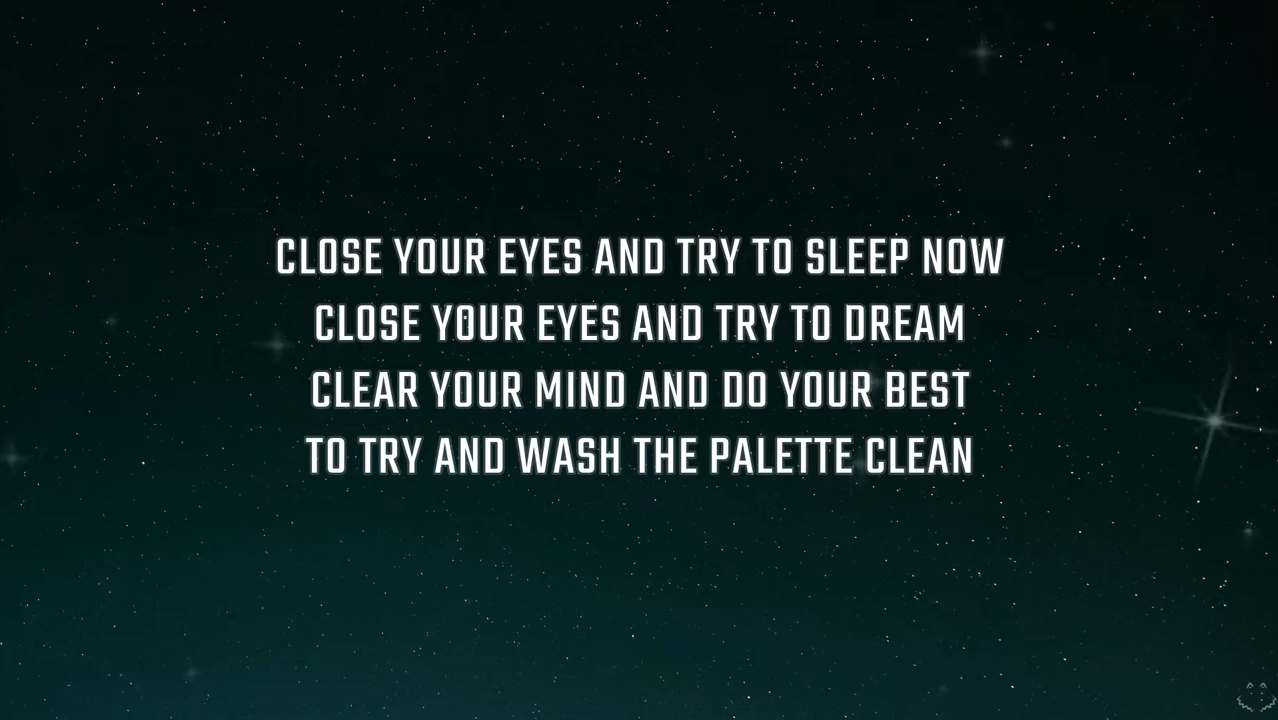 CLOSE YOUR EYES AND TRY TO SLEEP NOW
CLOSE YOUR EYES AND TRY TO DREAM
CLEAR YOUR MIND AND DO YOUR BEST
TO TRY AND WASH THE PALETTE CLEAN